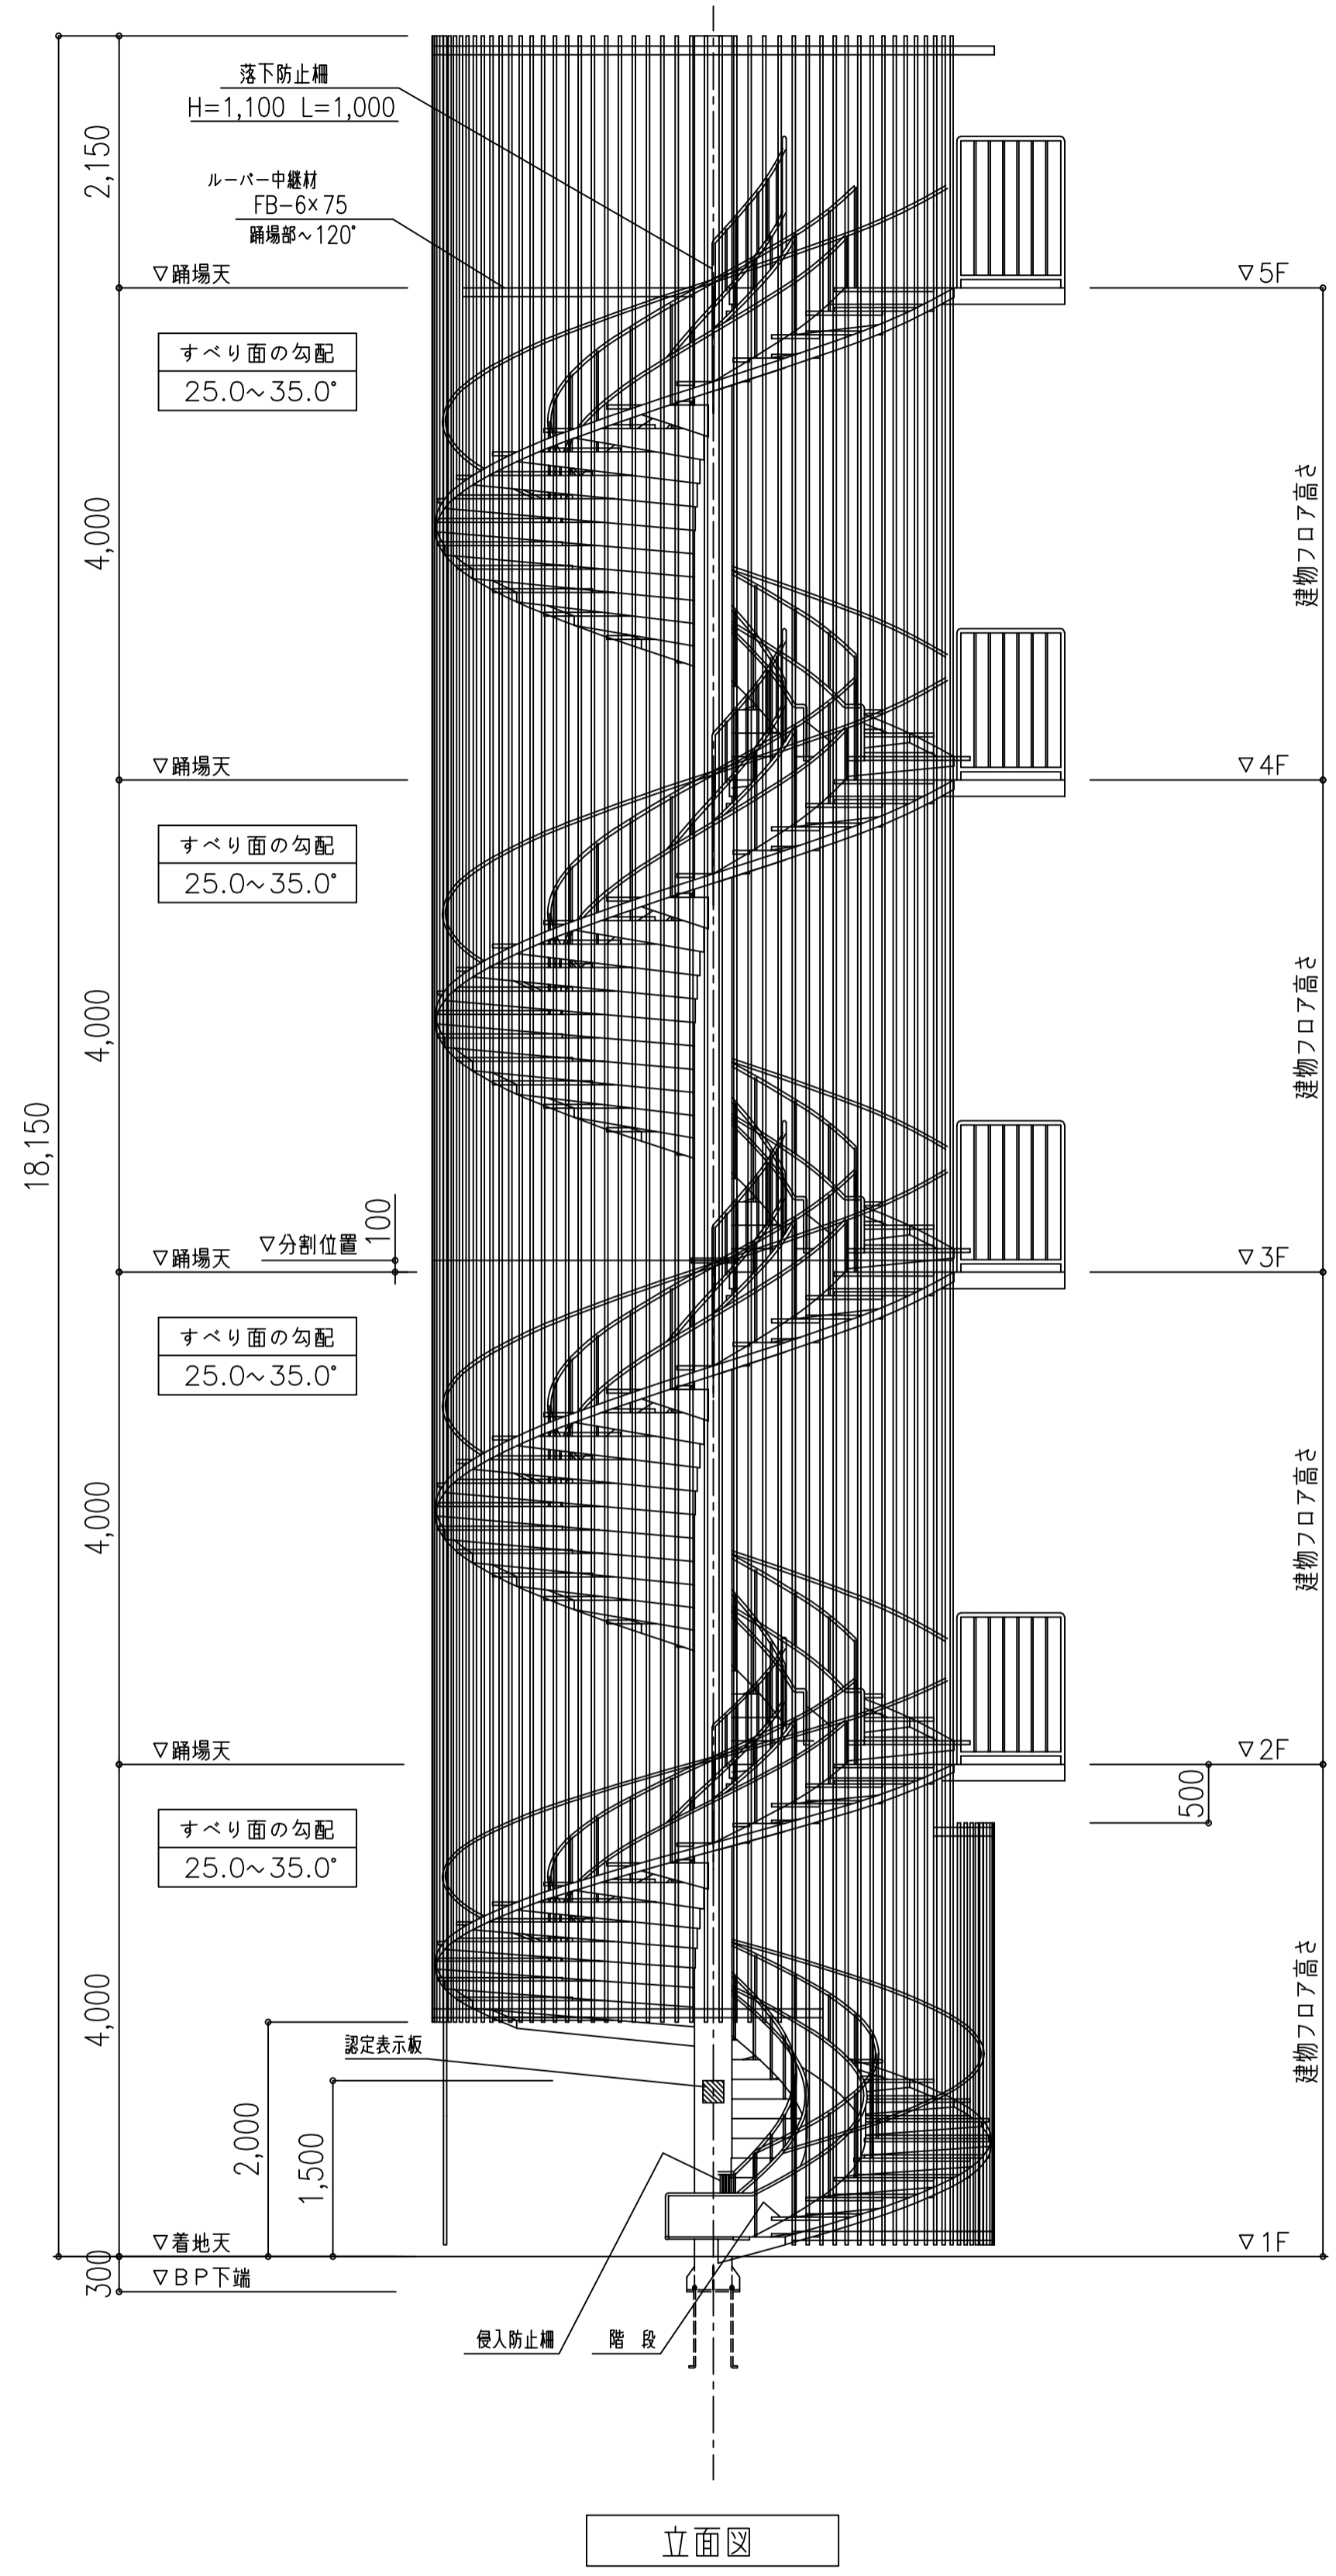 落下防止柵
H=1,100 L=1,000
2,150
ルーバー中継材
FB-6×75
踊場部~120°
▽踊場天
▽5F
すべり面の勾配
25.0~35.0°
4,000
建物フロア高さ
▽踊場天
▽4F
すべり面の勾配
25.0~35.0°
4,000
建物フロア高さ
18,150
100
▽分割位置
▽踊場天
▽3F
すべり面の勾配
25.0~35.0°
4,000
建物フロア高さ
▽踊場天
▽2F
500
すべり面の勾配
25.0~35.0°
4,000
建物フロア高さ
認定表示板
2,000
1,500
▽着地天
▽1F
300
▽BP下端
侵入防止柵
階 段
立面図